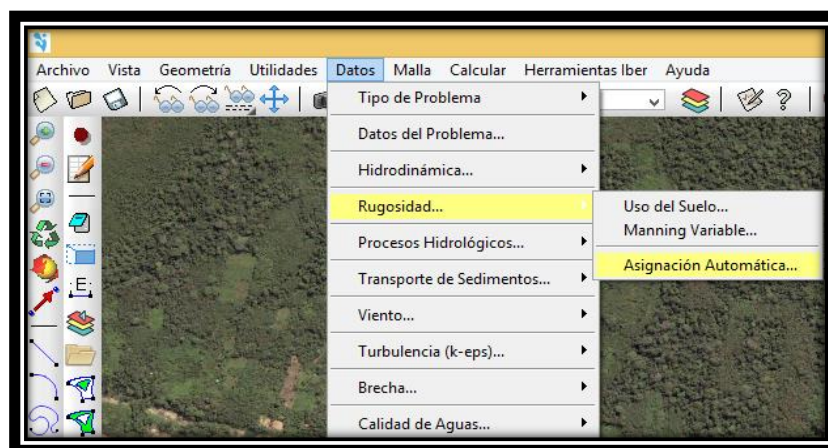 Archivo Vista Geometría Utilidades Datos Malla Calcular Herramientas Iber Ayuda
Tipo de Problema
Datos del Problema...
Hidrodinámica...
Rugosidad...
Uso del Suelo...
Manning Variable...
Asignación Automática...
Procesos Hidrológicos...
Transporte de Sedimentos...
Viento...
Turbulencia (k-eps)...
Brecha...
Calidad de Aguas...
E